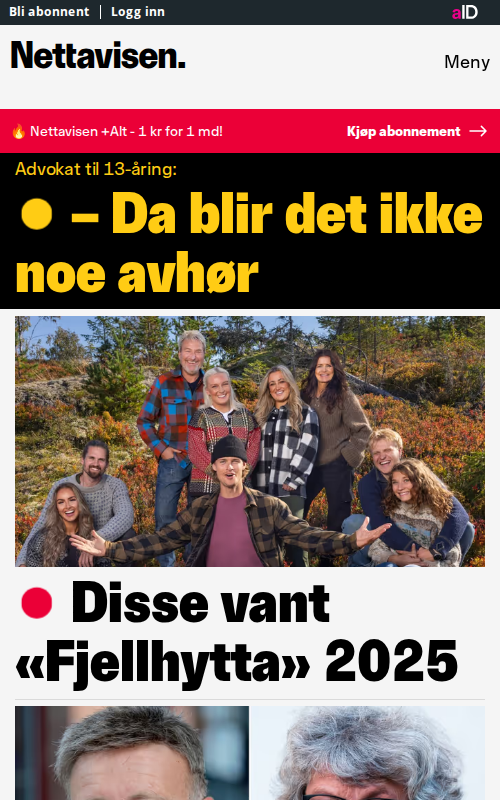 Bli abonnent
Logg inn
aID
Nettavisen.
Meny
Nettavisen +Alt - 1 kr for 1 md!
Kjøp abonnement
Advokat til 13-åring:
– Da blir det ikke
noe avhør
Disse vant
«Fjellhytta» 2025